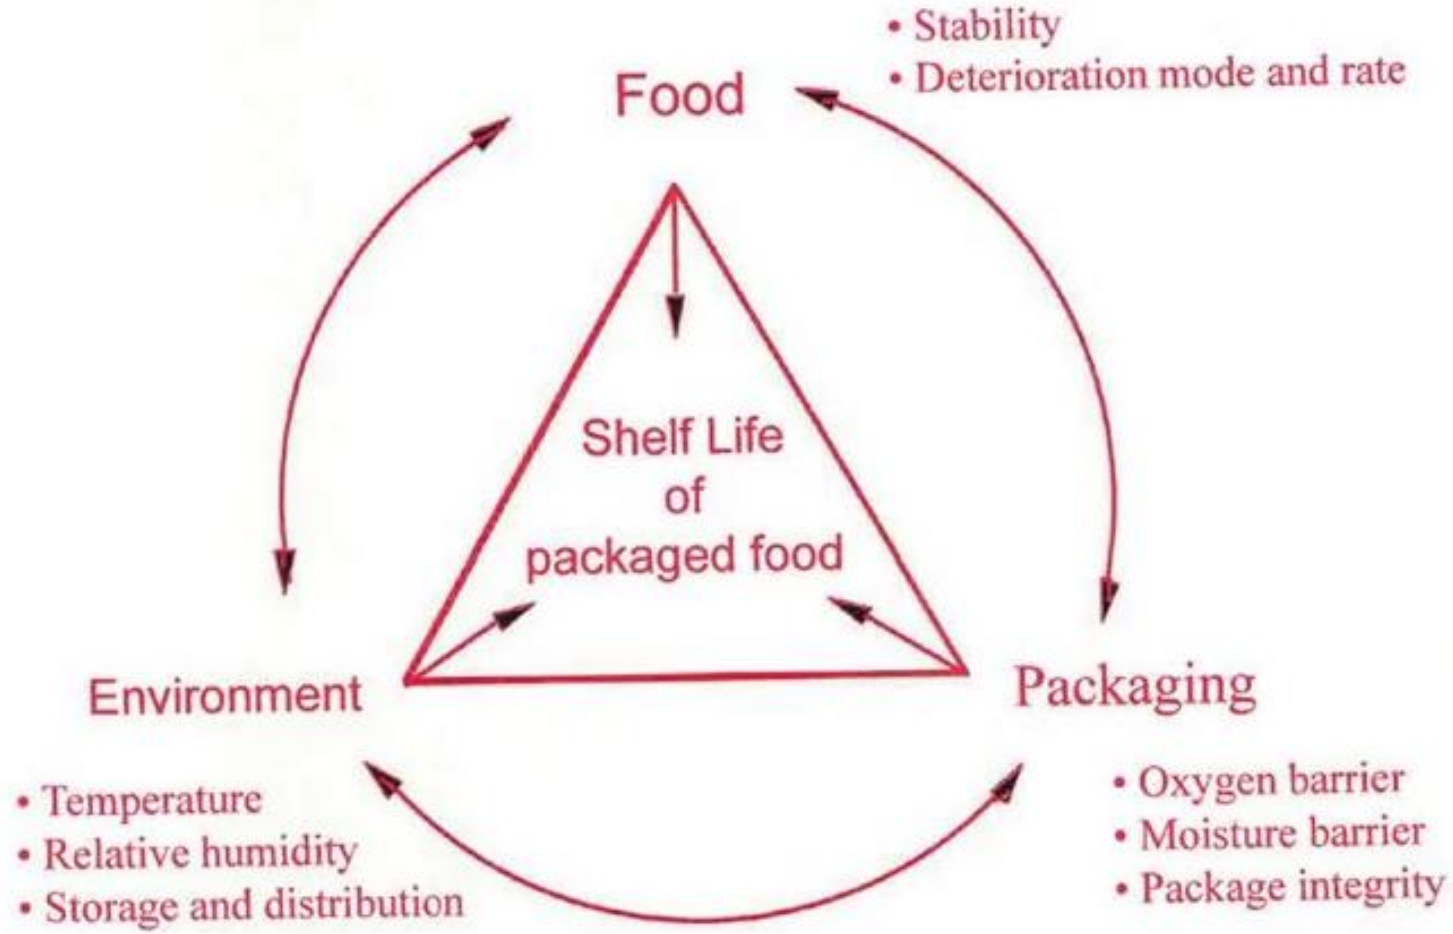 • Stability
• Deterioration mode and rate
Food
Shelf Life
of
packaged food
Environment
• Temperature
• Relative humidity
• Storage and distribution
Packaging
• Oxygen barrier
• Moisture barrier
• Package integrity